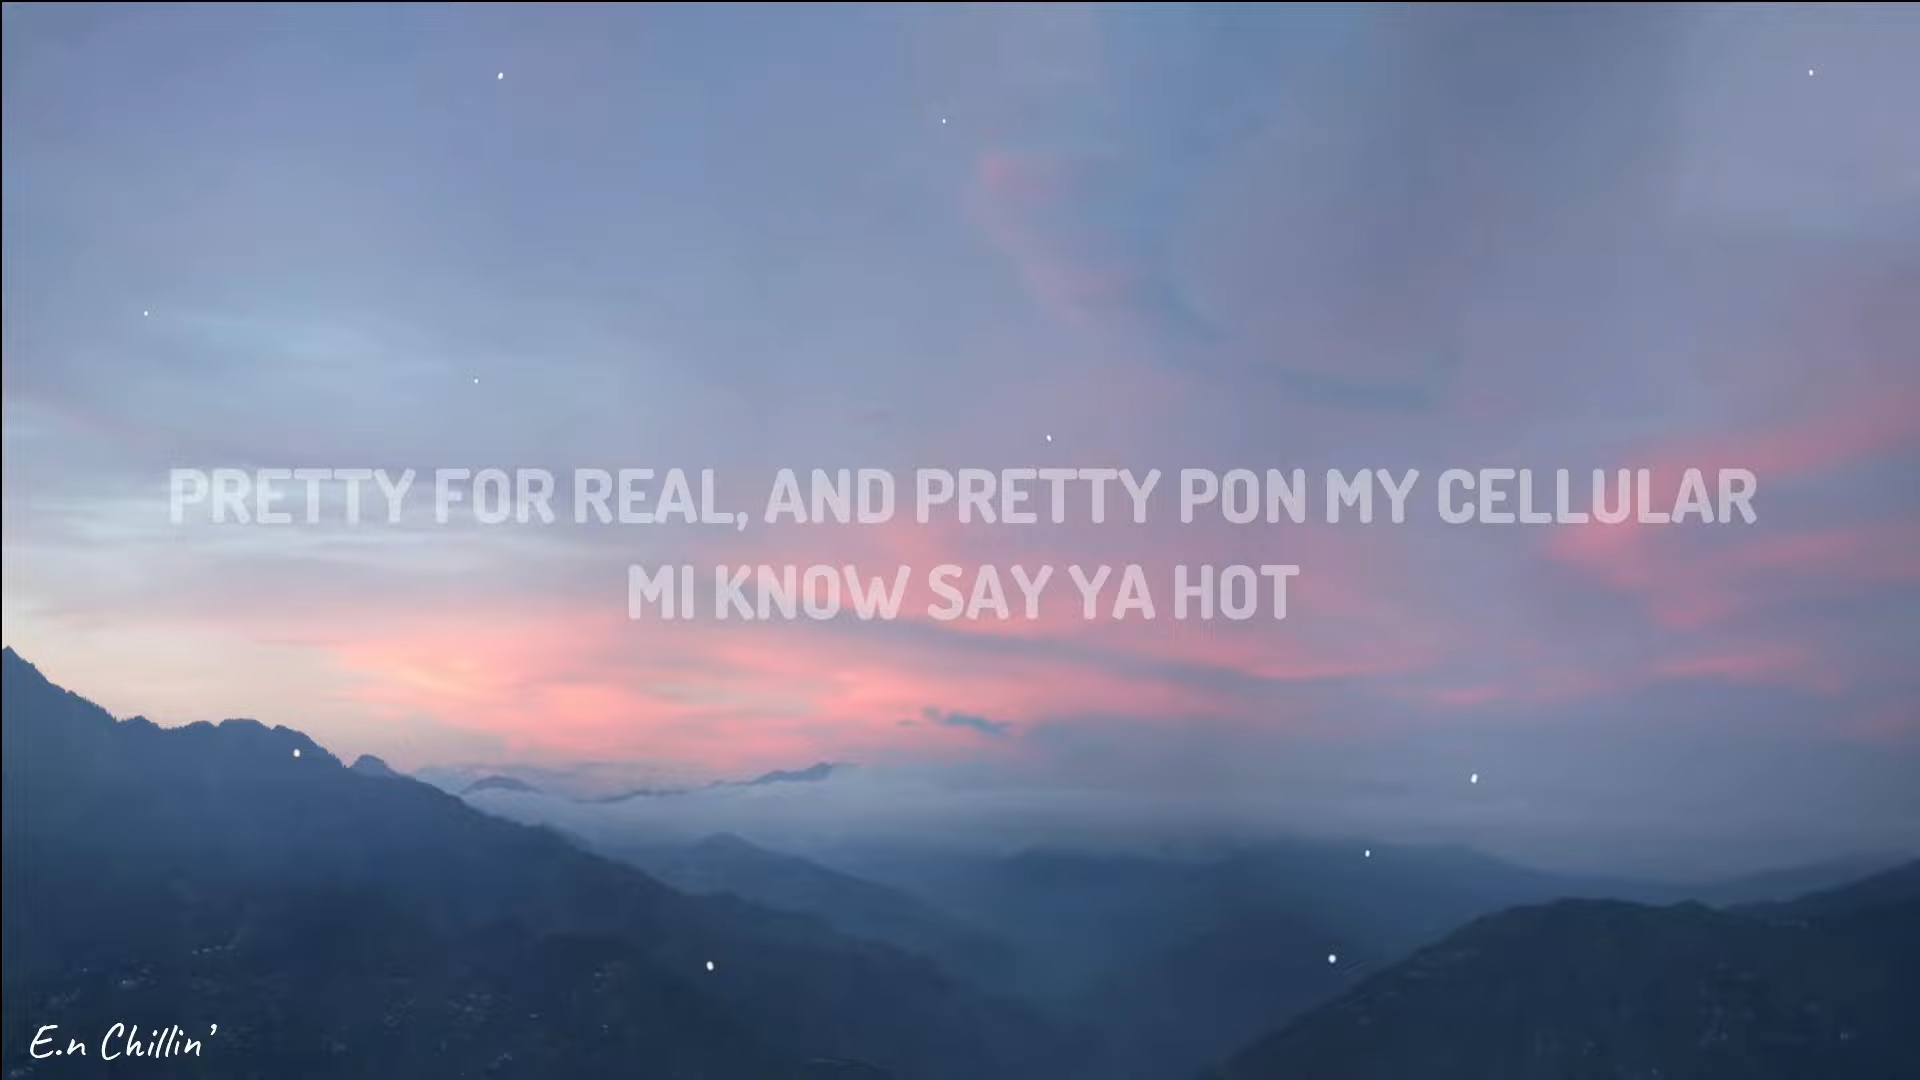 PRETTY FOR REAL, AND PRETTY PON MY CELLULAR
MI KNOW SAY YA HOT
E.n Chillin'